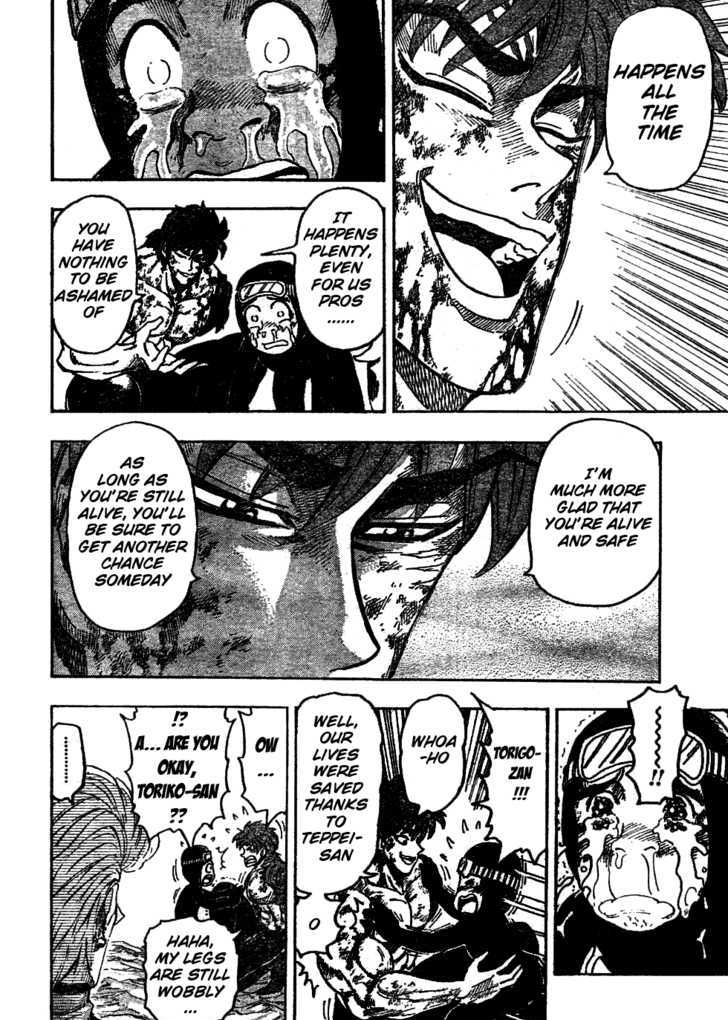 HAPPENS
ALL
THE
TIME
IT
HAPPENS
PLENTY,
EVEN
FOR US
PROS
......
YOU
HAVE
NOTHING
TO BE
ASHAMED
OF
I'M
MUCH MORE
GLAD THAT
YOU'RE ALIVE
AND SAFE
AS
LONG AS
YOU'RE STILL
ALIVE, YOU'LL
BE SURE TO
GET ANOTHER
CHANCE
SOMEDAY
........!!
TORIGO-
ZAN
!!!
WHOA
-HO
WELL,
OUR
LIVES
WERE
SAVED
THANKS
TO
TEPPEI-
SAN
OW
...
!?
A... ARE YOU
OKAY,
TORIKO-SAN
??
HAHA,
MY LEGS
ARE STILL
WOBBLY
...
.........